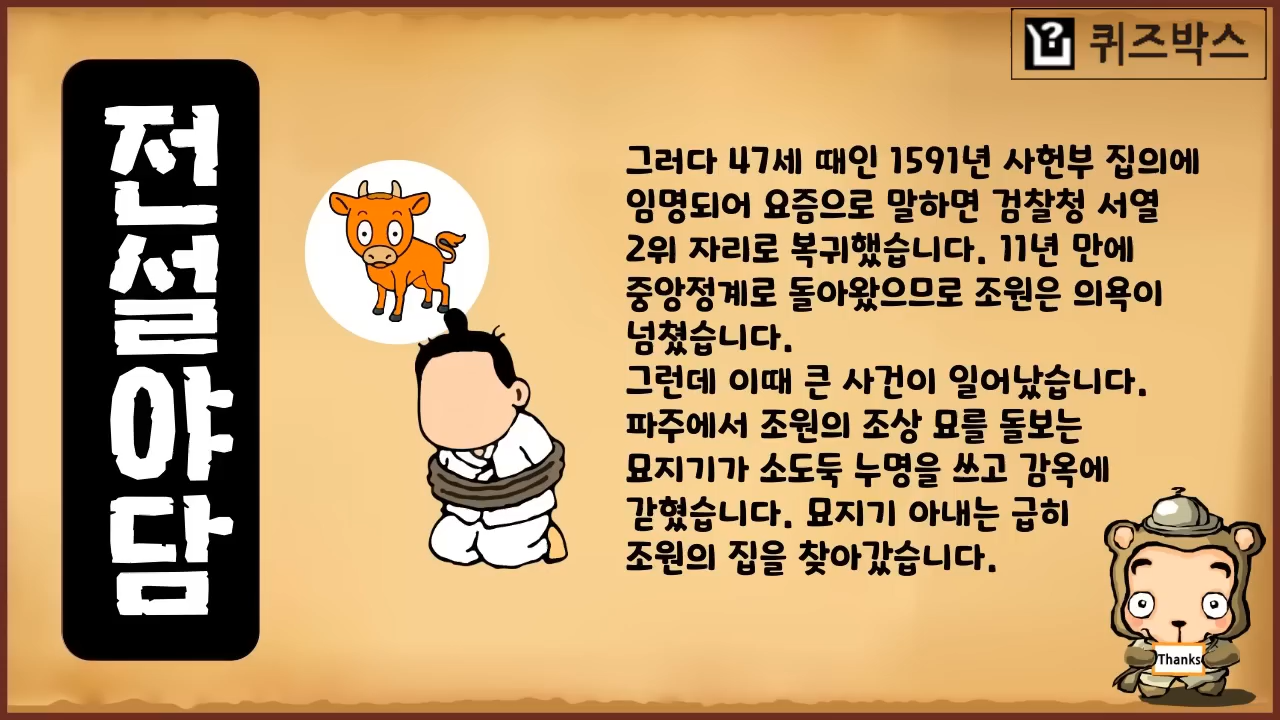 퀴즈박스
전설야담
그러다 47세 때인 1591년 사헌부 집의에
임명되어 요즘으로 말하면 검찰청 서열
2위 자리로 복귀했습니다. 11년 만에
중앙정계로 돌아왔으므로 조원은 의욕이
넘쳤습니다.
그런데 이때 큰 사건이 일어났습니다.
파주에서 조원의 조상 묘를 돌보는
묘지기가 소도둑 누명을 쓰고 감옥에
갇혔습니다. 묘지기 아내는 급히
조원의 집을 찾아갔습니다.
Thanks